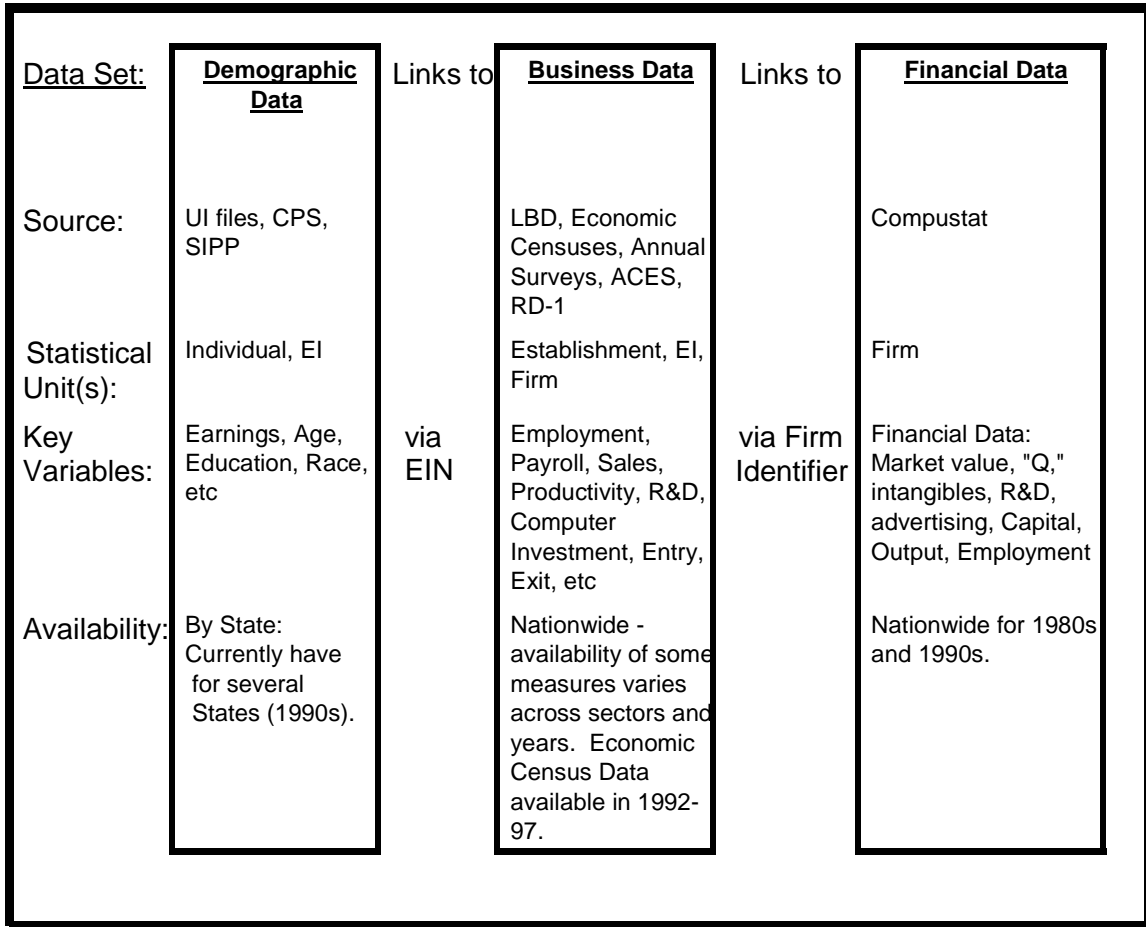 Data Set:
Demographic
Data
Links to
Business Data
Links to
Financial Data
Source:
UI files, CPS,
SIPP
LBD, Economic
Censuses, Annual
Surveys, ACES,
RD-1
Compustat
Statistical
Unit(s):
Individual, EI
Establishment, EI,
Firm
Firm
Key
Variables:
Earnings, Age,
Education, Race,
etc
via
EIN
Employment,
Payroll, Sales,
Productivity, R&D,
Computer
Investment, Entry,
Exit, etc
via Firm
Identifier
Financial Data:
Market value, "Q,"
intangibles, R&D,
advertising, Capital,
Output, Employment
Availability:
By State:
Currently have
for several
States (1990s).
Nationwide -
availability of some
measures varies
across sectors and
years. Economic
Census Data
available in 1992-
97.
Nationwide for 1980s
and 1990s.